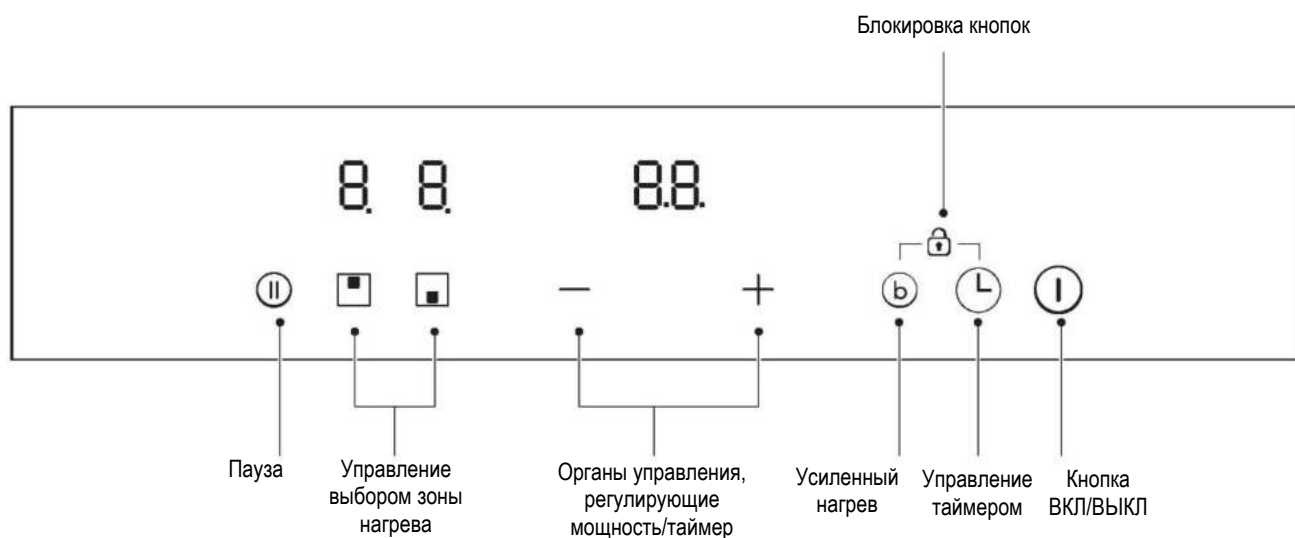 Блокировка кнопок
8. 8. 8.8.
b
Пауза
Управление
выбором зоны
нагрева
Органы управления,
регулирующие
мощность/таймер
Усиленный
нагрев
Управление
таймером
Кнопка
ВКЛ/ВЫКЛ